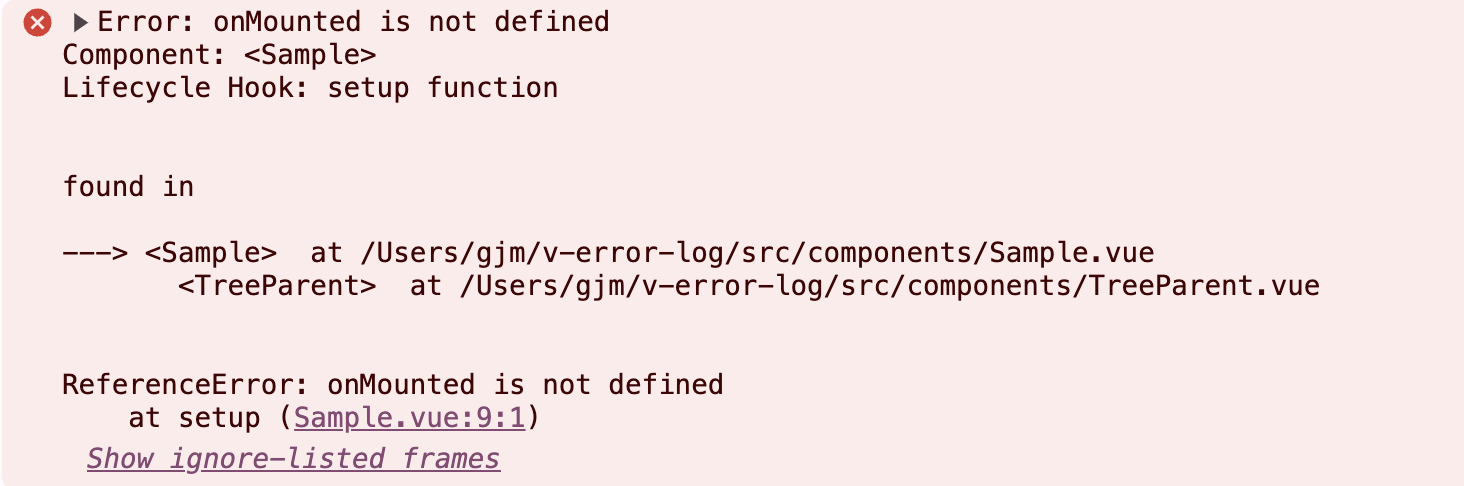 Error: onMounted is not defined
Component: <Sample>
Lifecycle Hook: setup function
found in
---> <Sample>  at /Users/gjm/v-error-log/src/components/Sample.vue
<TreeParent>  at /Users/gjm/v-error-log/src/components/TreeParent.vue
ReferenceError: onMounted is not defined
at setup (Sample.vue:9:1)
Show ignore-listed frames